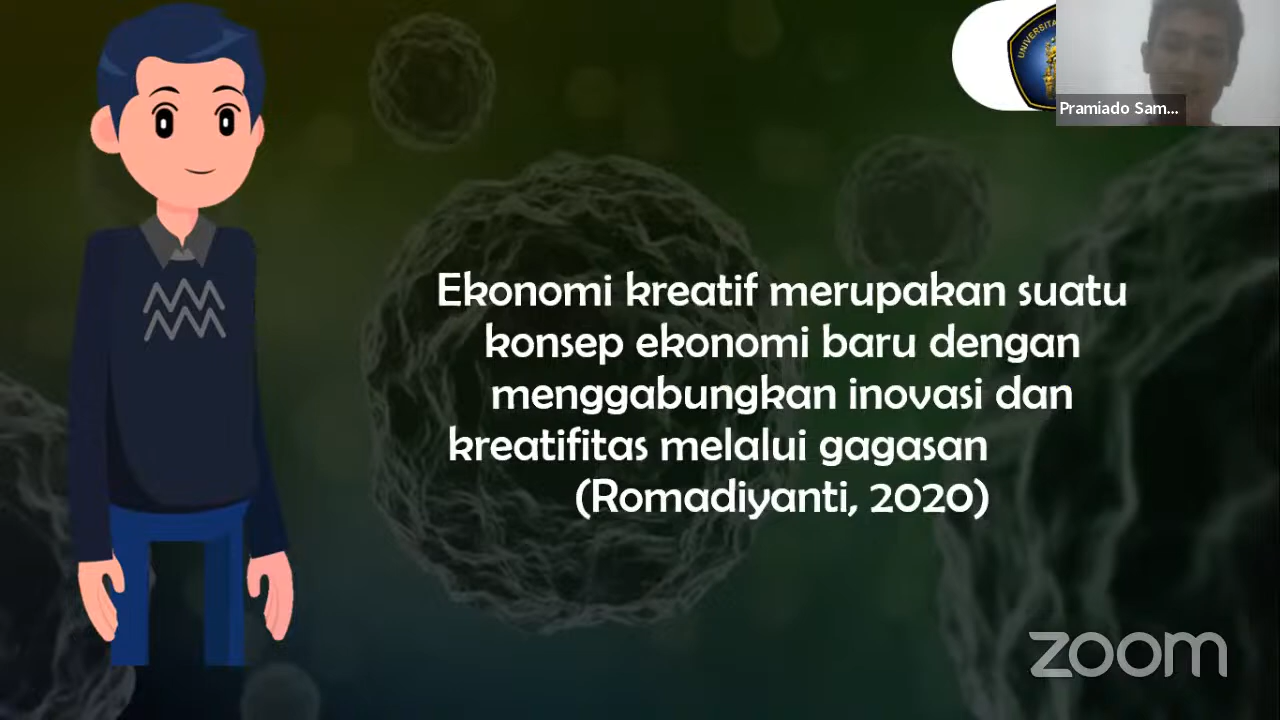 UNIVERSITA
Pramiado Sam...
Ekonomi kreatif merupakan suatu
konsep ekonomi baru dengan
menggabungkan inovasi dan
kreatifitas melalui gagasan
(Romadiyanti, 2020)
zoom